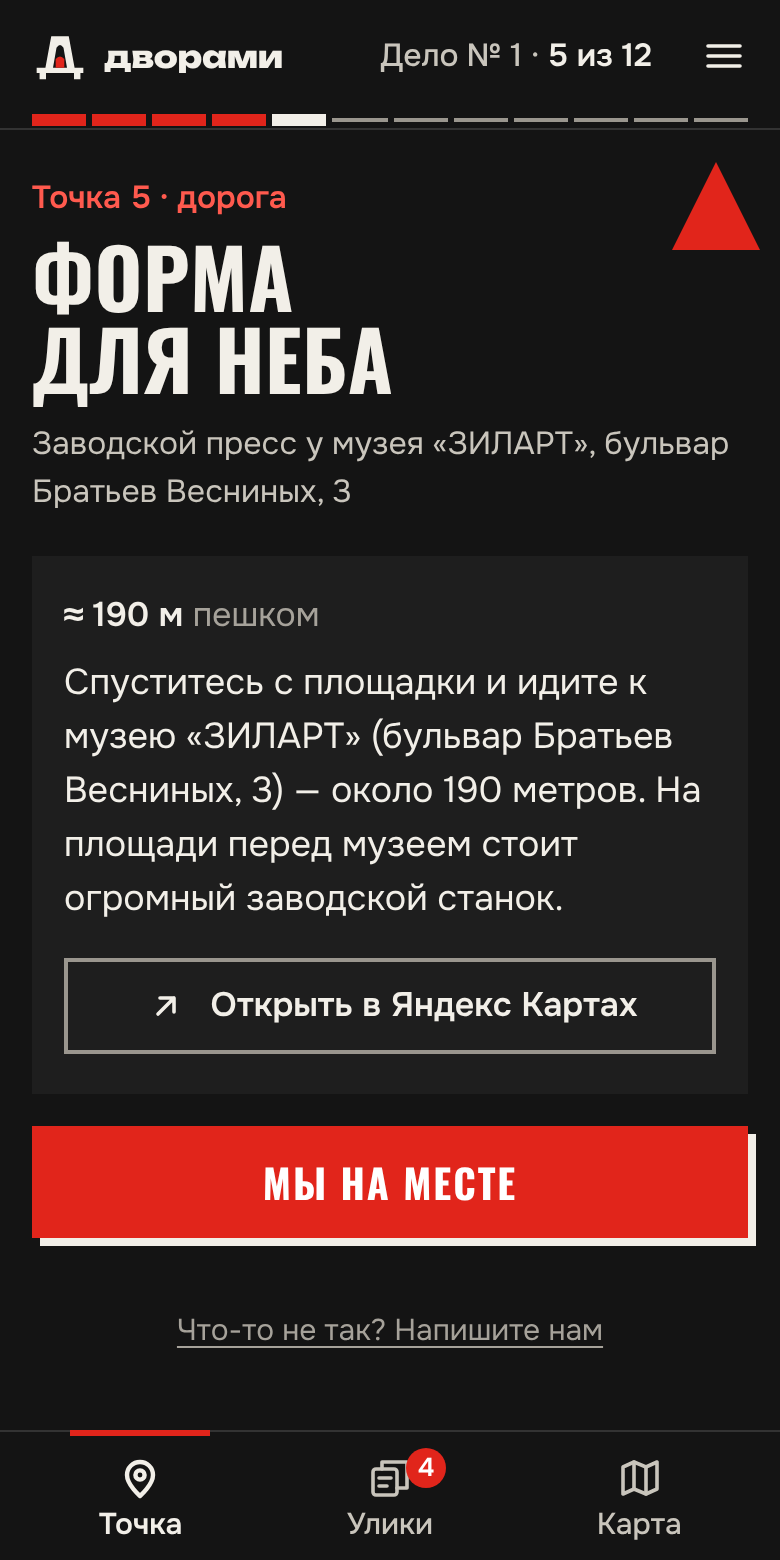 дворами
Дело № 1 · 5 из 12
Точка 5 · дорога
ФОРМА
ДЛЯ НЕБА
Заводской пресс у музея «ЗИЛАРТ», бульвар
Братьев Весниных, 3
≈ 190 м пешком
Спуститесь с площадки и идите к
музею «ЗИЛАРТ» (бульвар Братьев
Весниных, 3) — около 190 метров. На
площади перед музеем стоит
огромный заводской станок.
Открыть в Яндекс Картах
МЫ НА МЕСТЕ
Что-то не так? Напишите нам
4
Точка
Улики
Карта